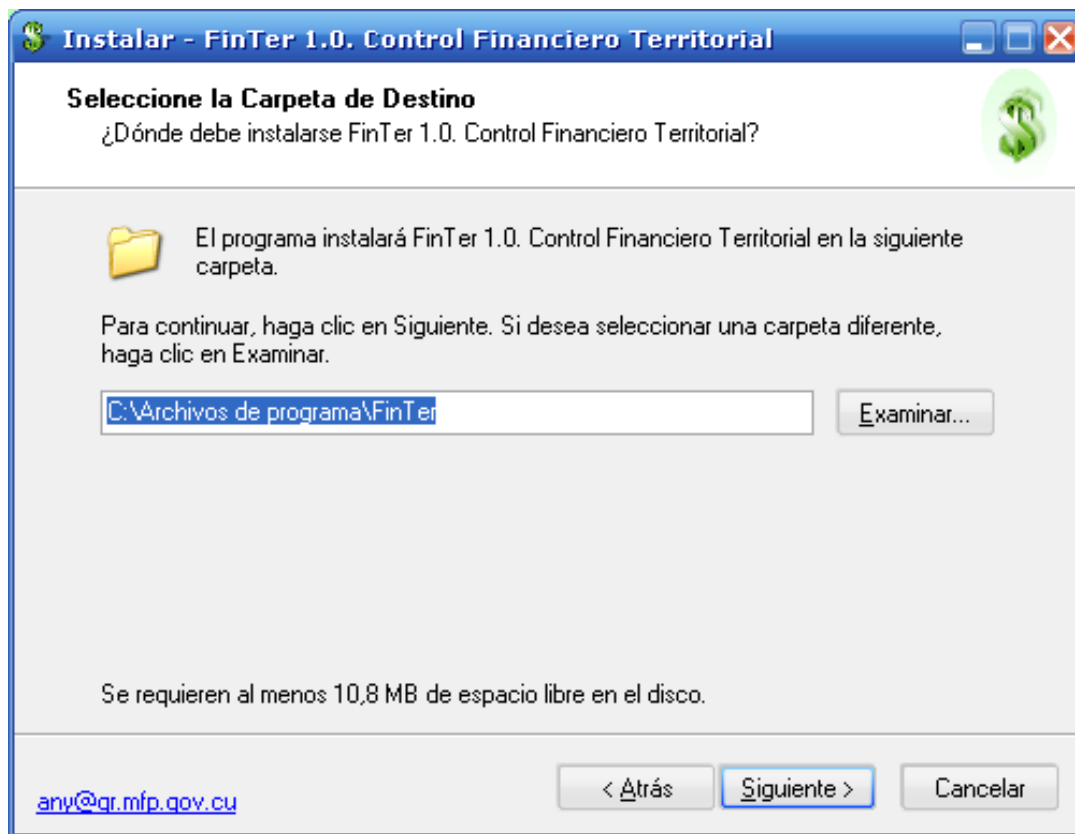 Instalar - FinTer 1.0. Control Financiero Territorial
Seleccione la Carpeta de Destino
¿Dónde debe instalarse FinTer 1.0. Control Financiero Territorial?
El programa instalará FinTer 1.0. Control Financiero Territorial en la siguiente
carpeta.
Para continuar, haga clic en Siguiente. Si desea seleccionar una carpeta diferente,
haga clic en Examinar.
C:\Archivos de programa\FinTer
Examinar...
Se requieren al menos 10,8 MB de espacio libre en el disco.
any@gr.mfp.gov.cu
< Atrás
Siguiente >
Cancelar